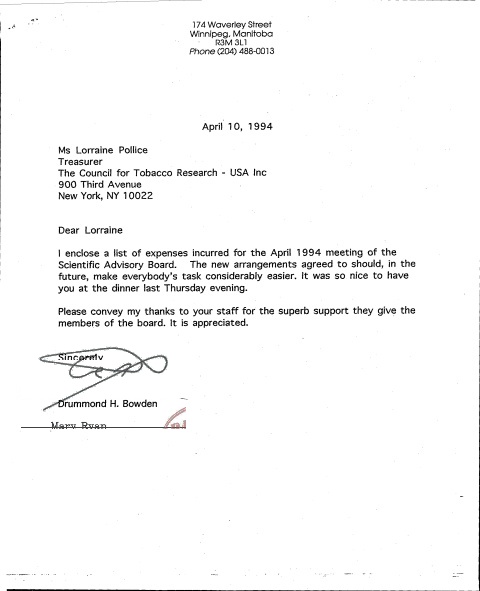 174 Waverley Street
Winnipeg, Manitoba
R3M 3L1
Phone (204) 488-0013
April 10, 1994
Ms Lorraine Pollice
Treasurer
The Council for Tobacco Research - USA Inc
900 Third Avenue
New York, NY 10022
Dear Lorraine
I enclose a list of expenses incurred for the April 1994 meeting of the
Scientific Advisory Board. The new arrangements agreed to should, in the
future, make everybody's task considerably easier. It was so nice to have
you at the dinner last Thursday evening.
Please convey my thanks to your staff for the superb support they give the
members of the board. It is appreciated.
Sincerely
Drummond H. Bowden
Mary Ryan